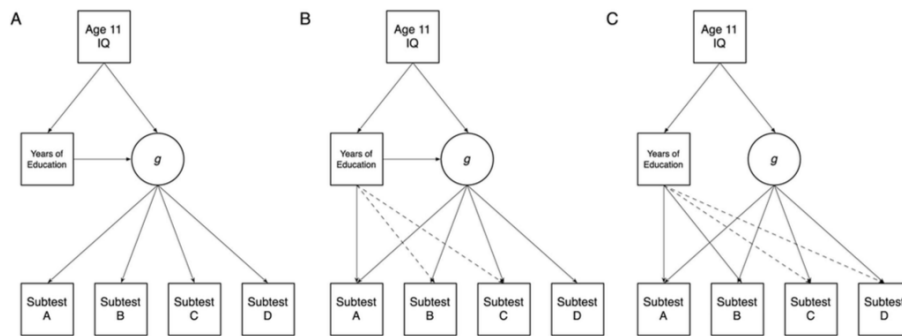 A
B
C
Age 11
IQ
Age 11
IQ
Age 11
IQ
Years of
Education
g
Years of
Education
g
Years of
Education
g
Subtest
A
Subtest
B
Subtest
C
Subtest
D
Subtest
A
Subtest
B
Subtest
C
Subtest
D
Subtest
A
Subtest
B
Subtest
C
Subtest
D